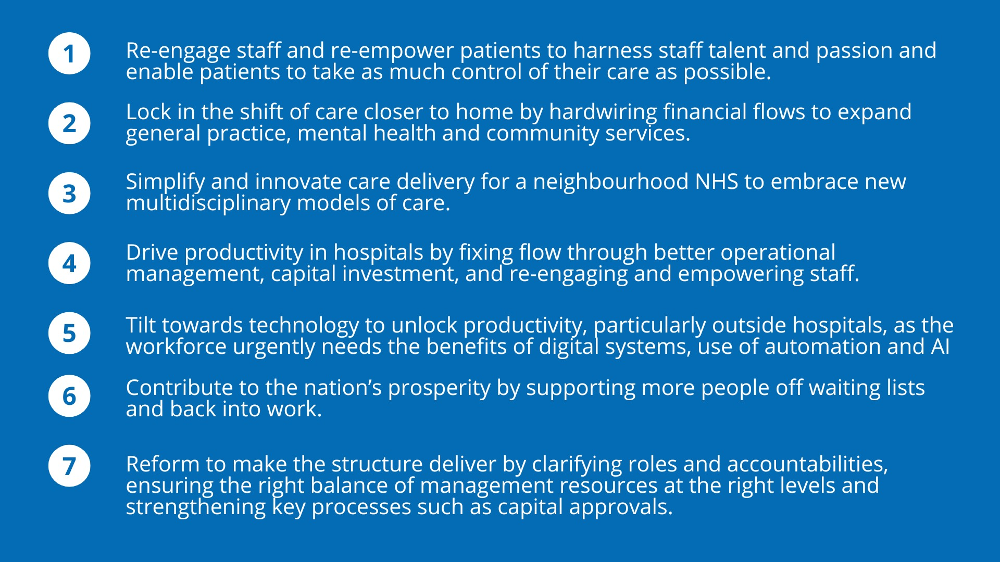 1
Re-engage staff and re-empower patients to harness staff talent and passion and
enable patients to take as much control of their care as possible.
2
Lock in the shift of care closer to home by hardwiring financial flows to expand
general practice, mental health and community services.
3
Simplify and innovate care delivery for a neighbourhood NHS to embrace new
multidisciplinary models of care.
4
Drive productivity in hospitals by fixing flow through better operational
management, capital investment, and re-engaging and empowering staff.
5
Tilt towards technology to unlock productivity, particularly outside hospitals, as the
workforce urgently needs the benefits of digital systems, use of automation and AI
6
Contribute to the nation’s prosperity by supporting more people off waiting lists
and back into work.
7
Reform to make the structure deliver by clarifying roles and accountabilities,
ensuring the right balance of management resources at the right levels and
strengthening key processes such as capital approvals.